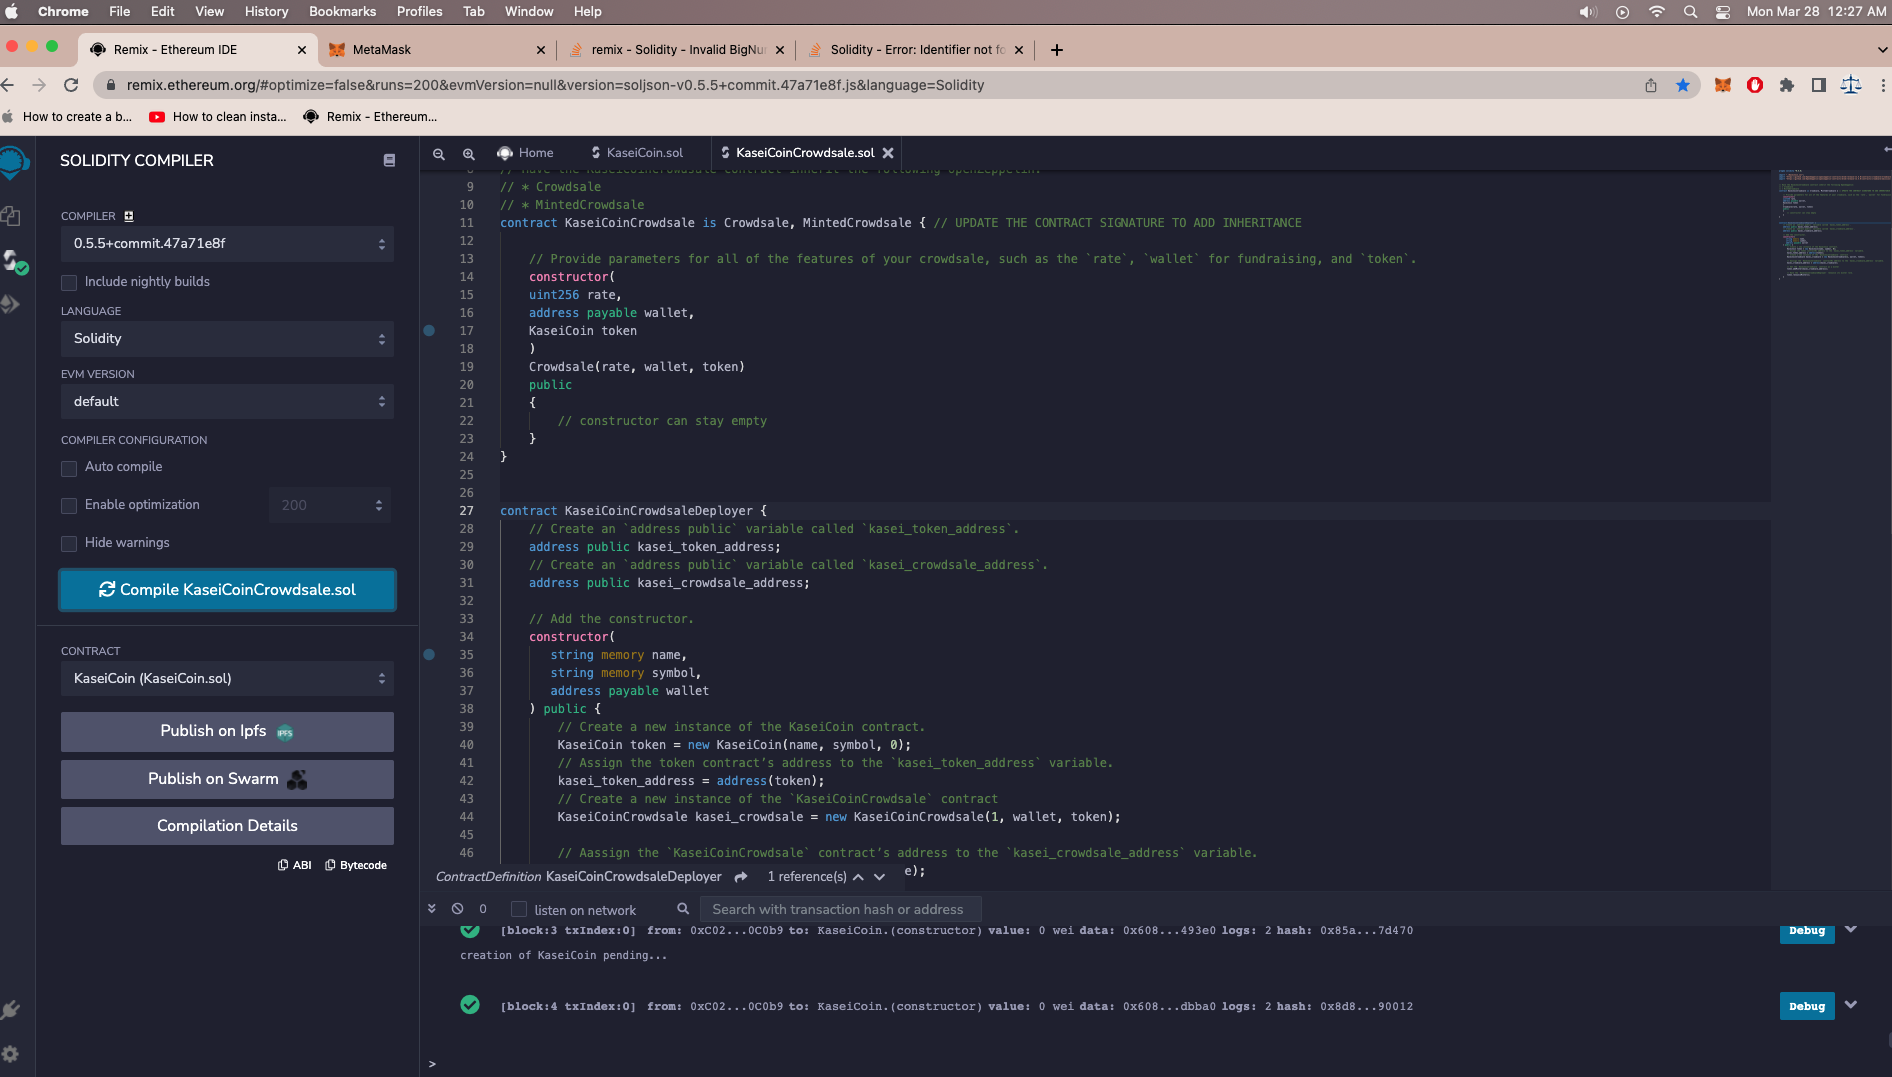 Chrome File Edit View History Bookmarks Profiles Tab Window Help Mon Mar 28 12:27 AM
Remix - Ethereum IDE MetaMask remix - Solidity - Invalid BigNu Solidity - Error: Identifier not fo
remix.ethereum.org/#optimize=false&runs=200&evmVersion=null&version=soljson-v0.5.5+commit.47a71e8f.js&language=Solidity
How to create a b... How to clean insta... Remix - Ethereum...
SOLIDITY COMPILER
COMPILER
0.5.5+commit.47a71e8f
Include nightly builds
LANGUAGE
Solidity
EVM VERSION
default
COMPILER CONFIGURATION
Auto compile
Enable optimization 200
Hide warnings
Compile KaseiCoinCrowdsale.sol
CONTRACT
KaseiCoin (KaseiCoin.sol)
Publish on Ipfs IPFS
Publish on Swarm
Compilation Details
ABI Bytecode
Home KaseiCoin.sol KaseiCoinCrowdsale.sol
8 // Have the KaseiCoinCrowdsale contract inherit the following OpenZeppelin:
9 // * Crowdsale
10 // * MintedCrowdsale
11 contract KaseiCoinCrowdsale is Crowdsale, MintedCrowdsale { // UPDATE THE CONTRACT SIGNATURE TO ADD INHERITANCE
12
13 // Provide parameters for all of the features of your crowdsale, such as the `rate`, `wallet` for fundraising, and `token`.
14 constructor(
15 uint256 rate,
16 address payable wallet,
17 KaseiCoin token
18 )
19 Crowdsale(rate, wallet, token)
20 public
21 {
22 // constructor can stay empty
23 }
24 }
25
26
27 contract KaseiCoinCrowdsaleDeployer {
28 // Create an `address public` variable called `kasei_token_address`.
29 address public kasei_token_address;
30 // Create an `address public` variable called `kasei_crowdsale_address`.
31 address public kasei_crowdsale_address;
32
33 // Add the constructor.
34 constructor(
35 string memory name,
36 string memory symbol,
37 address payable wallet
38 ) public {
39 // Create a new instance of the KaseiCoin contract.
40 KaseiCoin token = new KaseiCoin(name, symbol, 0);
41 // Assign the token contract’s address to the `kasei_token_address` variable.
42 kasei_token_address = address(token);
43 // Create a new instance of the `KaseiCoinCrowdsale` contract
44 KaseiCoinCrowdsale kasei_crowdsale = new KaseiCoinCrowdsale(1, wallet, token);
45
46 // Aassign the `KaseiCoinCrowdsale` contract’s address to the `kasei_crowdsale_address` variable.
e);
ContractDefinition KaseiCoinCrowdsaleDeployer 1 reference(s)
0 listen on network Search with transaction hash or address
[block:3 txIndex:0] from: 0xC02...0C0b9 to: KaseiCoin.(constructor) value: 0 wei data: 0x608...493e0 logs: 2 hash: 0x85a...7d470 Debug
creation of KaseiCoin pending...
[block:4 txIndex:0] from: 0xC02...0C0b9 to: KaseiCoin.(constructor) value: 0 wei data: 0x608...dbba0 logs: 2 hash: 0x8d8...90012 Debug
>